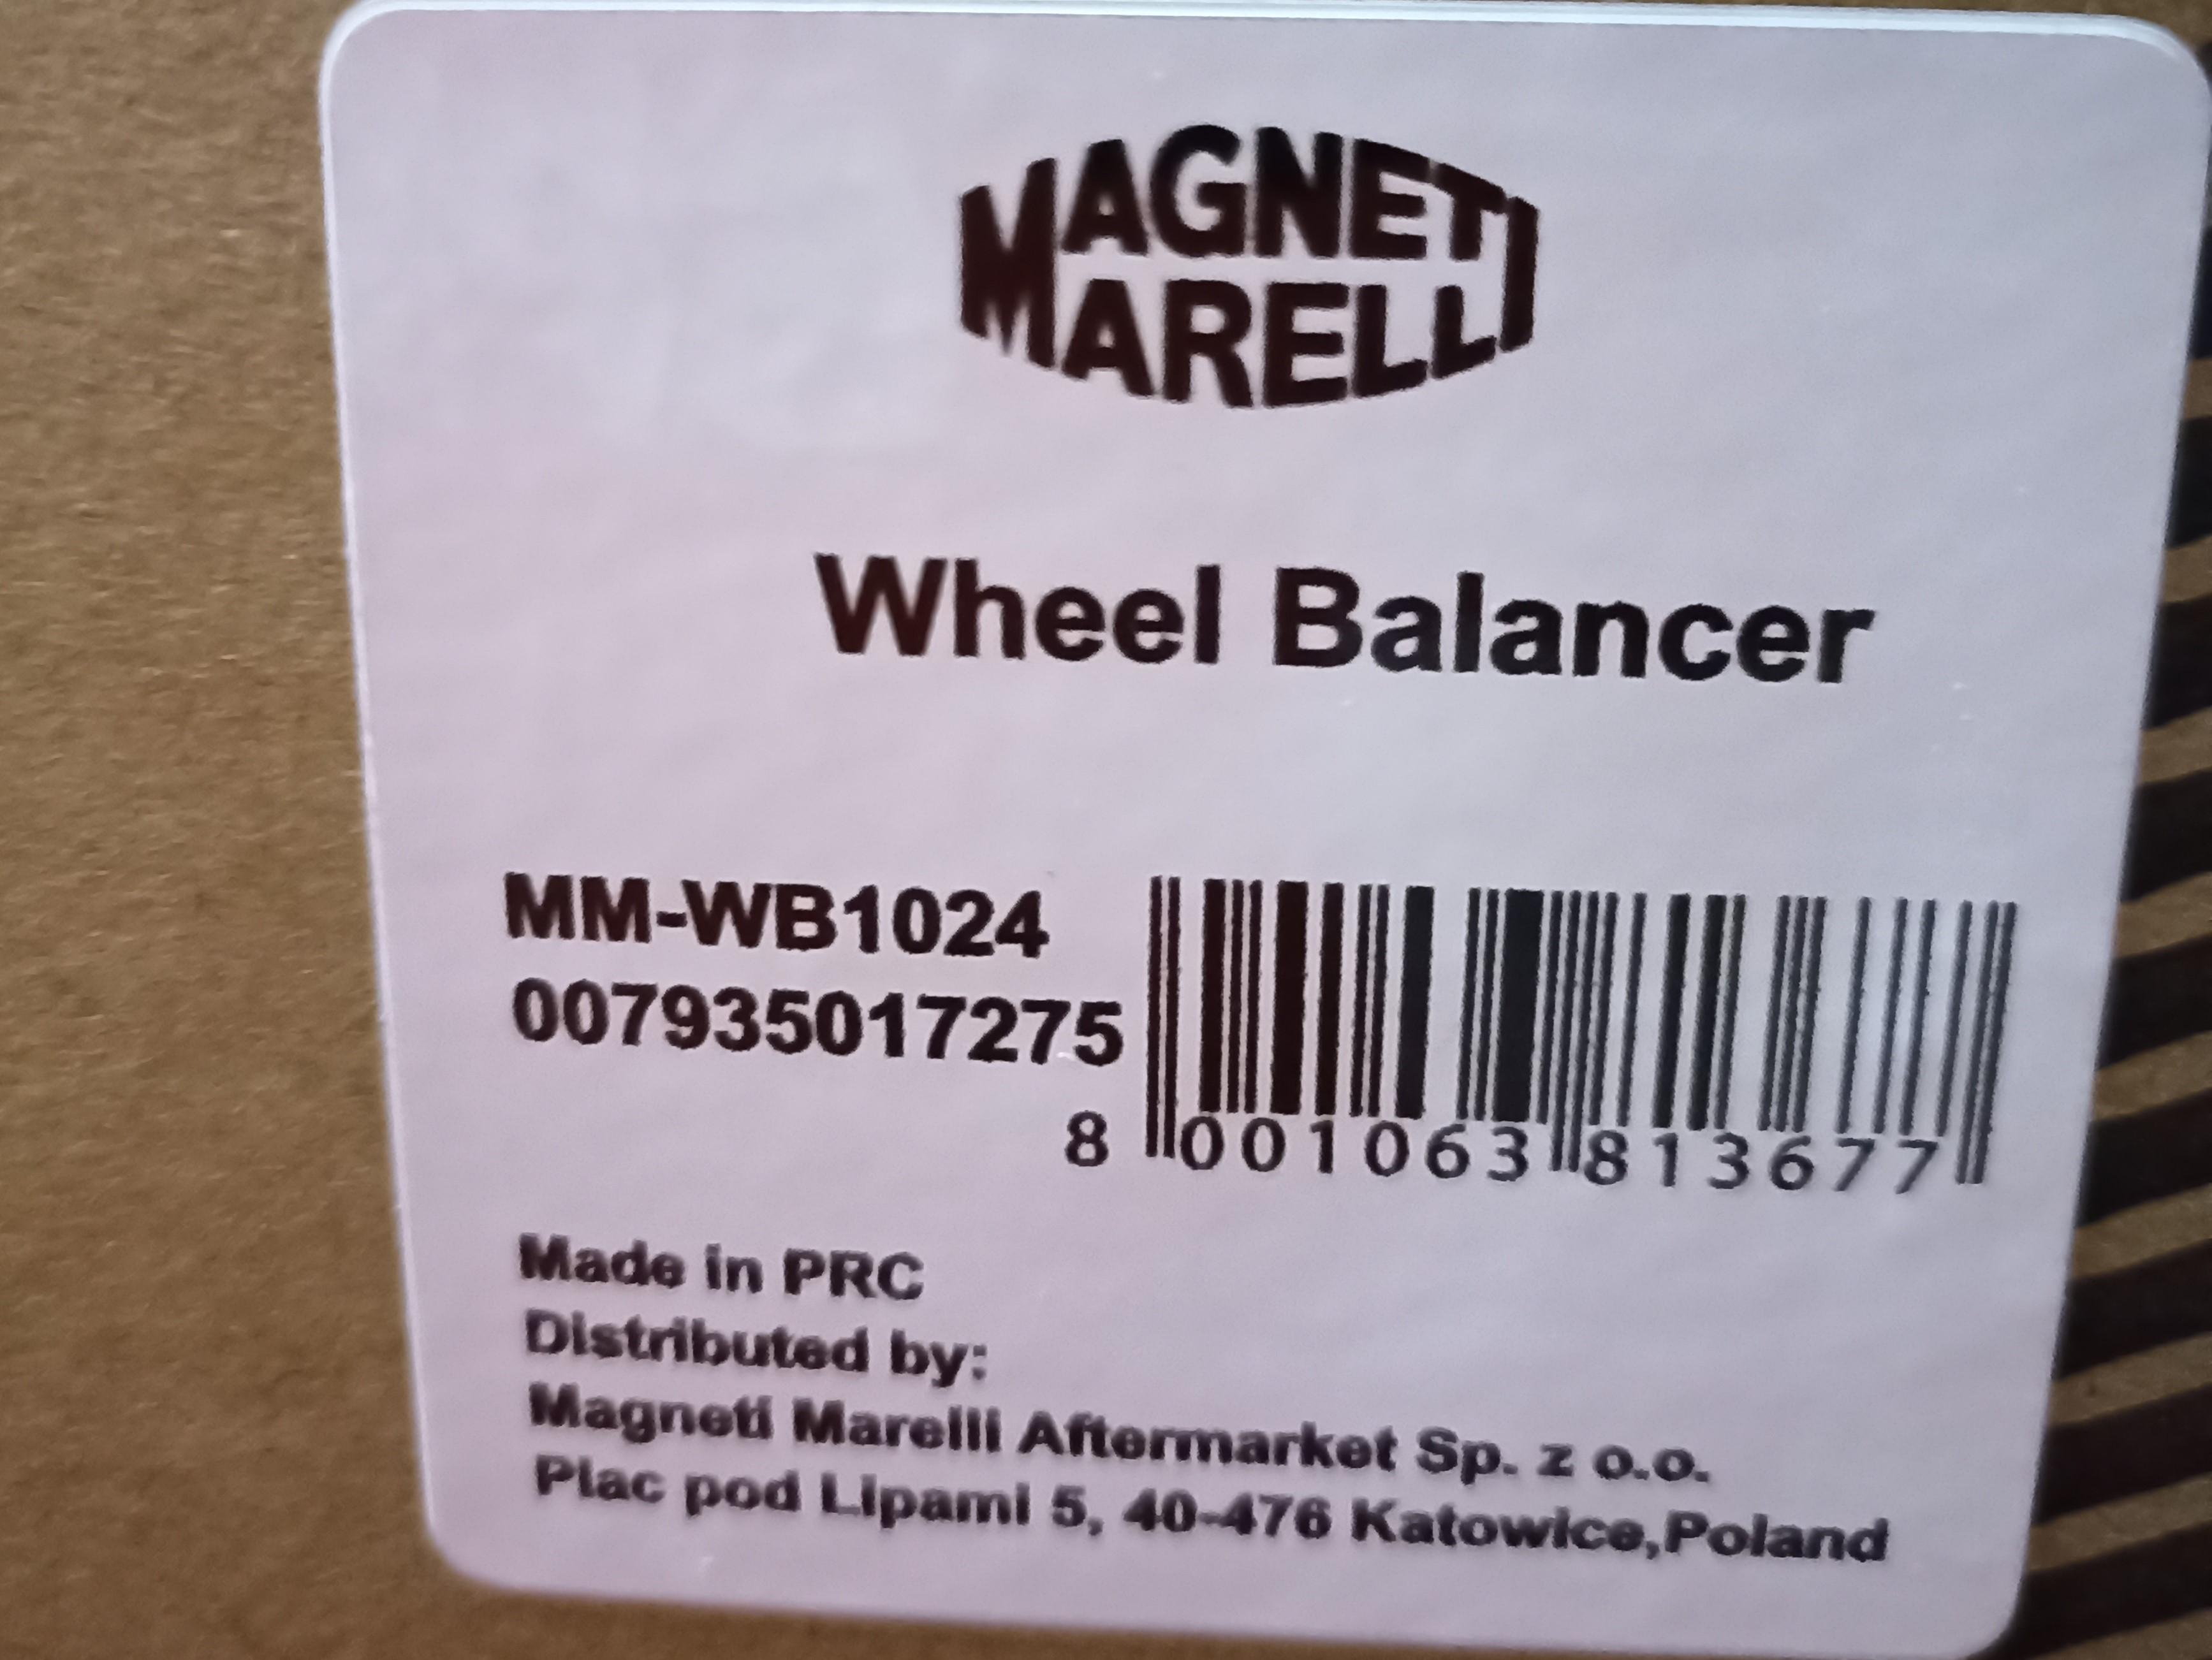 MAGNETI
MARELLI
Wheel Balancer
MM-WB1024
007935017275
8 001063 813677
Made in PRC
Distributed by:
Magneti Marelli Aftermarket Sp. z o.o.
Plac pod Lipami 5, 40-476 Katowice,Poland